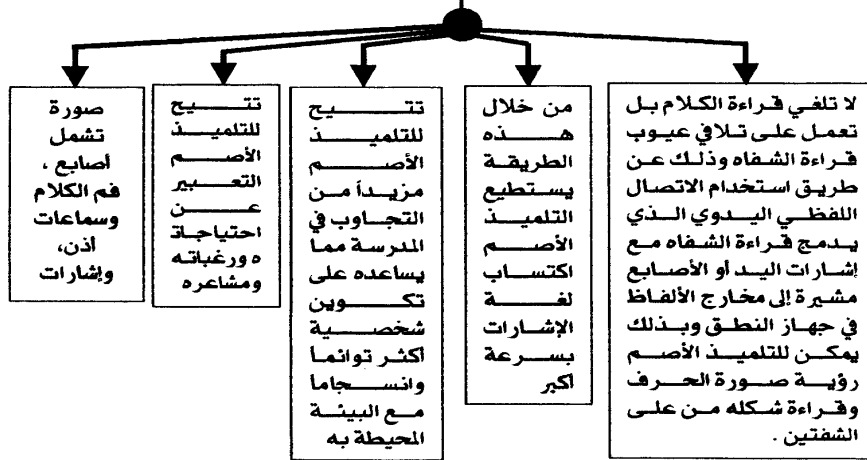 لا تلغي قراءة الكلام بل
تعمل على تلافي عيوب
قراءة الشفاه وذلك عن
طريق استخدام الاتصال
اللفظي اليدوي الذي
يدمج قراءة الشفاه مع
إشارات اليد أو الأصابع
مشيرة إلى مخارج الألفاظ
في جهاز النطق وبذلك
يمكن للتلميذ الأصم
رؤية صورة الحرف
وقراءة شكله من على
الشفتين .
من خلال
هذه
الطريقة
يستطيع
التلميذ
الأصم
اكتساب
لغة
الإشارات
بسرعة
أكبر
تتيح
للتلميذ
الأصم
مزيداً من
التجاوب في
المدرسة مما
يساعده على
تكوين
شخصية
أكثر توائما
وانسجاما
مع البيئة
المحيطة به
تتيح
للتلميذ
الأصم
التعبير
عن
احتياجات
ه ورغباته
ومشاعره
صورة
تشمل
أصابع ،
فم الكلام
وسماعات
أذن،
وإشارات